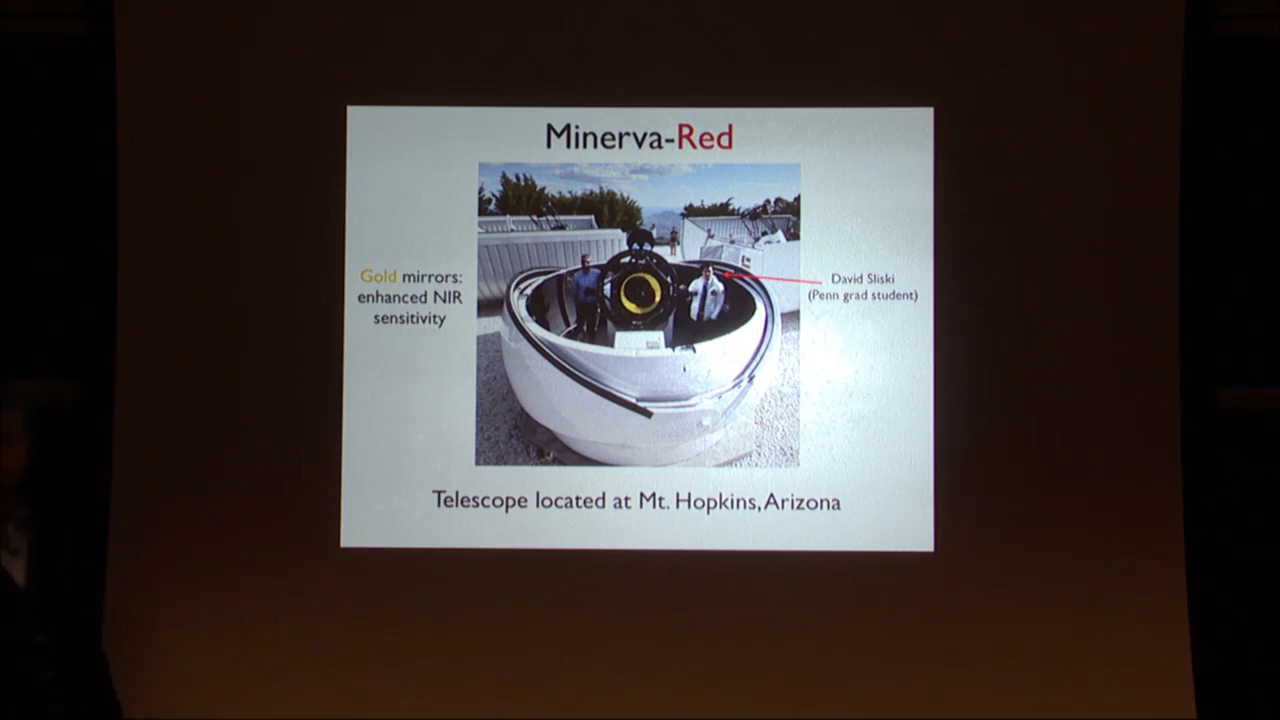 Minerva-Red
Gold mirrors:
enhanced NIR
sensitivity
David Sliski
(Penn grad student)
Telescope located at Mt. Hopkins, Arizona